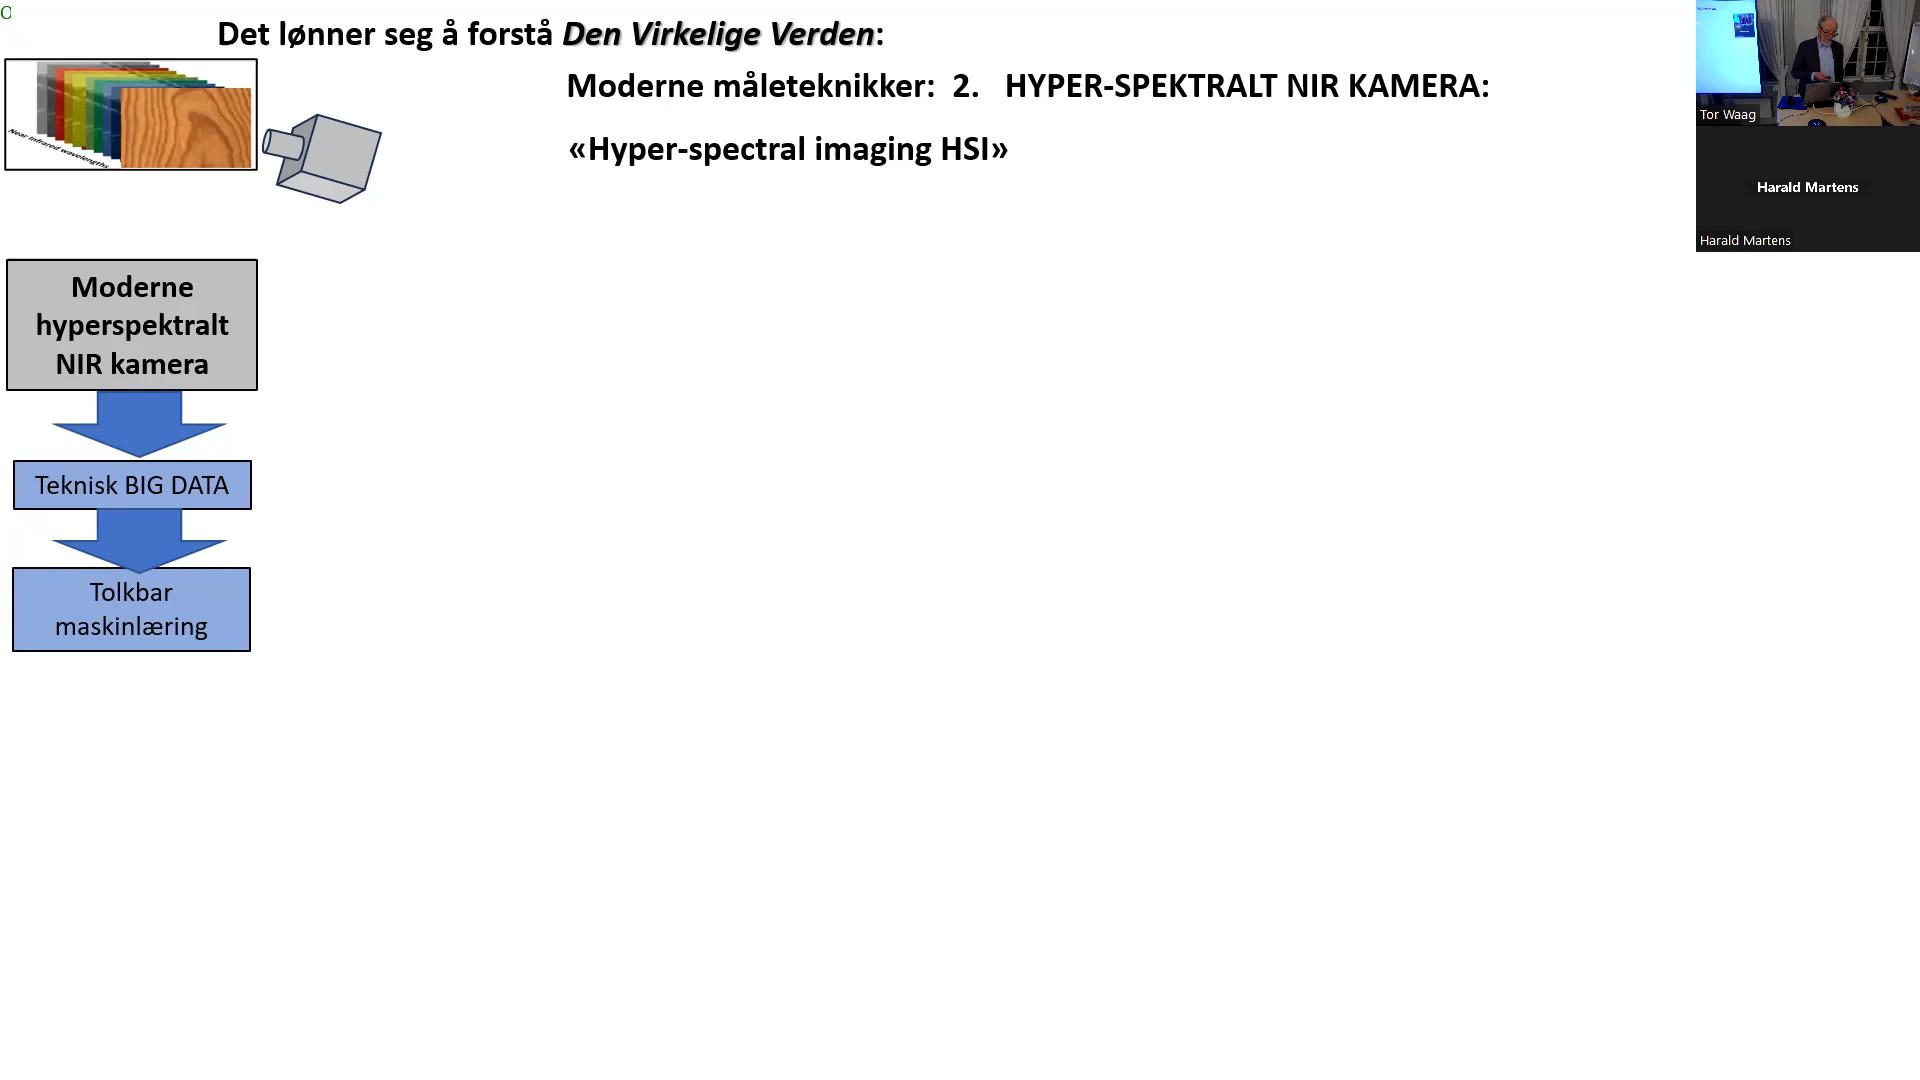 O
Det lønner seg å forstå Den Virkelige Verden:
Moderne måleteknikker: 2. HYPER-SPEKTRALT NIR KAMERA:
«Hyper-spectral imaging HSI»
Near infrared wavelengths
Moderne
hyperspektralt
NIR kamera
Teknisk BIG DATA
Tolkbar
maskinlæring
Tor Waag
Harald Martens
Harald Martens